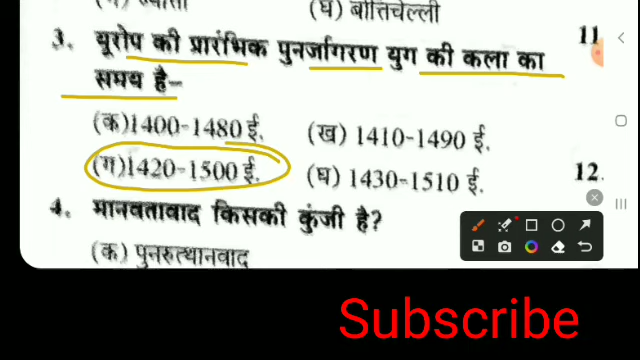 (घ) बोत्तिचेल्ली
3. यूरोप की प्रारंभिक पुनर्जागरण युग की कला का
समय है–
(क)1400-1480 ई. (ख) 1410-1490 ई.
(ग)1420-1500 ई. (घ) 1430-1510 ई.
4. मानवतावाद किसकी कुंजी है?
(क) पुनरुत्थानवाद
11
12.
Subscribe